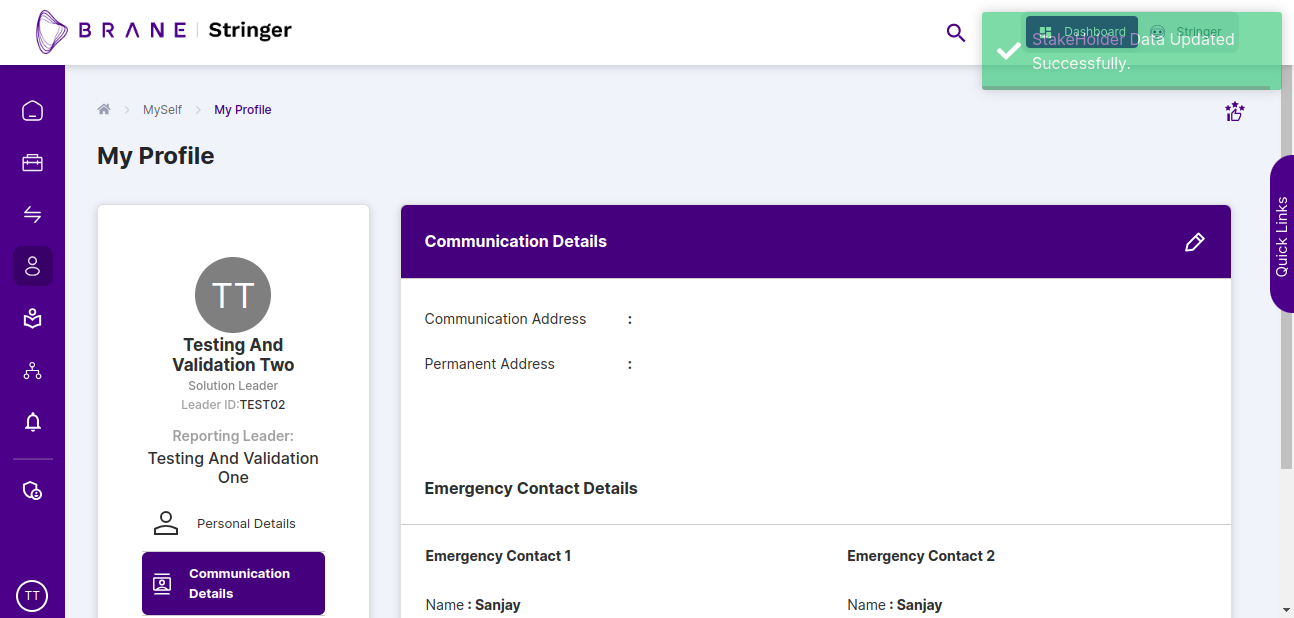 BRANE | Stringer
Dashboard
Stringer
StakeHolder Data Updated
Successfully.
MySelf
My Profile
My Profile
Quick Links
TT
Testing And
Validation Two
Solution Leader
Leader ID:TEST02
Reporting Leader:
Testing And Validation
One
Personal Details
Communication
Details
Communication Details
Communication Address :
Permanent Address :
Emergency Contact Details
Emergency Contact 1
Emergency Contact 2
Name : Sanjay
Name : Sanjay
TT